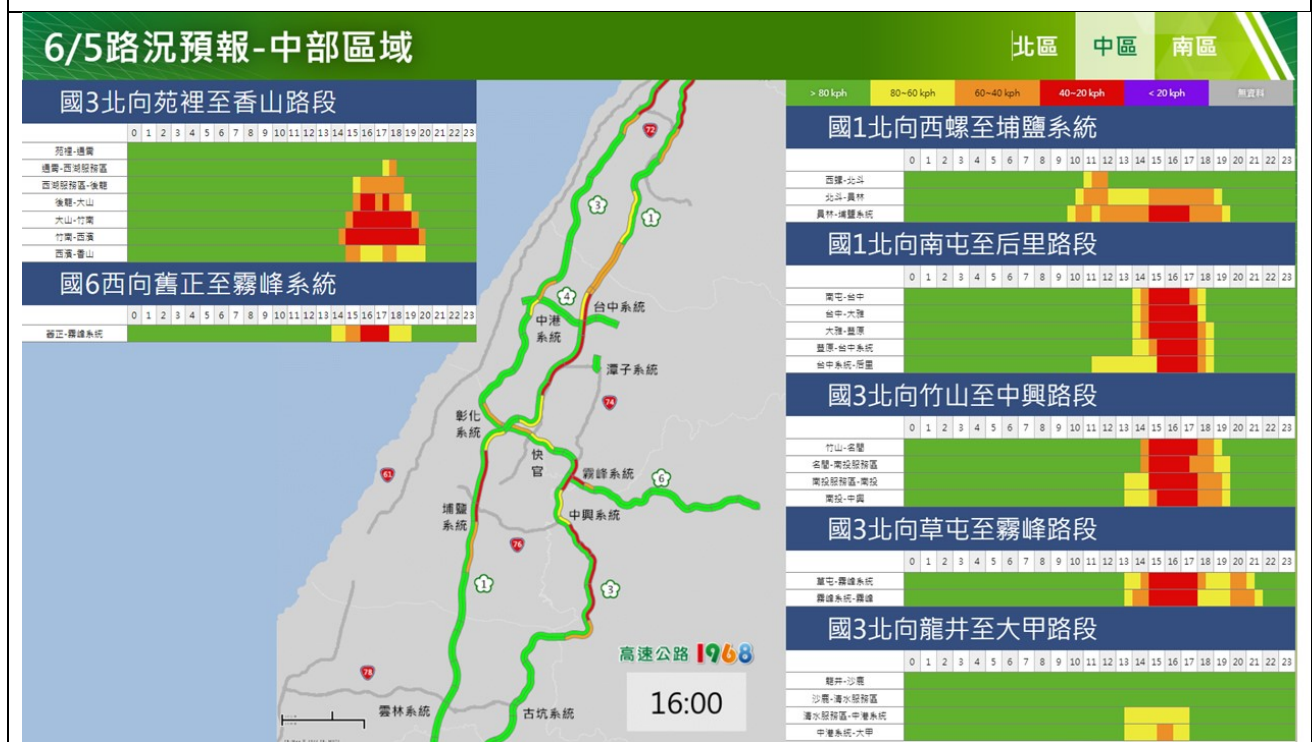 6/5路況預報-中部區域
北區 中區 南區
國3北向苑裡至香山路段
0 1 2 3 4 5 6 7 8 9 10 11 12 13 14 15 16 17 18 19 20 21 22 23
苑裡-通霄
通霄-西湖服務區
西湖服務區-後龍
後龍-大山
大山-竹南
竹南-西濱
西濱-香山
國6西向舊正至霧峰系統
0 1 2 3 4 5 6 7 8 9 10 11 12 13 14 15 16 17 18 19 20 21 22 23
舊正-霧峰系統
72
3
1
4
台中系統
中港
系統
潭子系統
74
彰化
系統
快
官
61
霧峰系統
6
埔鹽
系統
中興系統
76
1
3
高速公路 1968
78
16:00
雲林系統
古坑系統
> 80 kph 80~60 kph 60~40 kph 40~20 kph < 20 kph 無資料
國1北向西螺至埔鹽系統
0 1 2 3 4 5 6 7 8 9 10 11 12 13 14 15 16 17 18 19 20 21 22 23
西螺-北斗
北斗-員林
員林-埔鹽系統
國1北向南屯至后里路段
0 1 2 3 4 5 6 7 8 9 10 11 12 13 14 15 16 17 18 19 20 21 22 23
南屯-台中
台中-大雅
大雅-豐原
豐原-台中系統
台中系統-后里
國3北向竹山至中興路段
0 1 2 3 4 5 6 7 8 9 10 11 12 13 14 15 16 17 18 19 20 21 22 23
竹山-名間
名間-南投服務區
南投服務區-南投
南投-中興
國3北向草屯至霧峰路段
0 1 2 3 4 5 6 7 8 9 10 11 12 13 14 15 16 17 18 19 20 21 22 23
草屯-霧峰系統
霧峰系統-霧峰
國3北向龍井至大甲路段
0 1 2 3 4 5 6 7 8 9 10 11 12 13 14 15 16 17 18 19 20 21 22 23
龍井-沙鹿
沙鹿-清水服務區
清水服務區-中港系統
中港系統-大甲